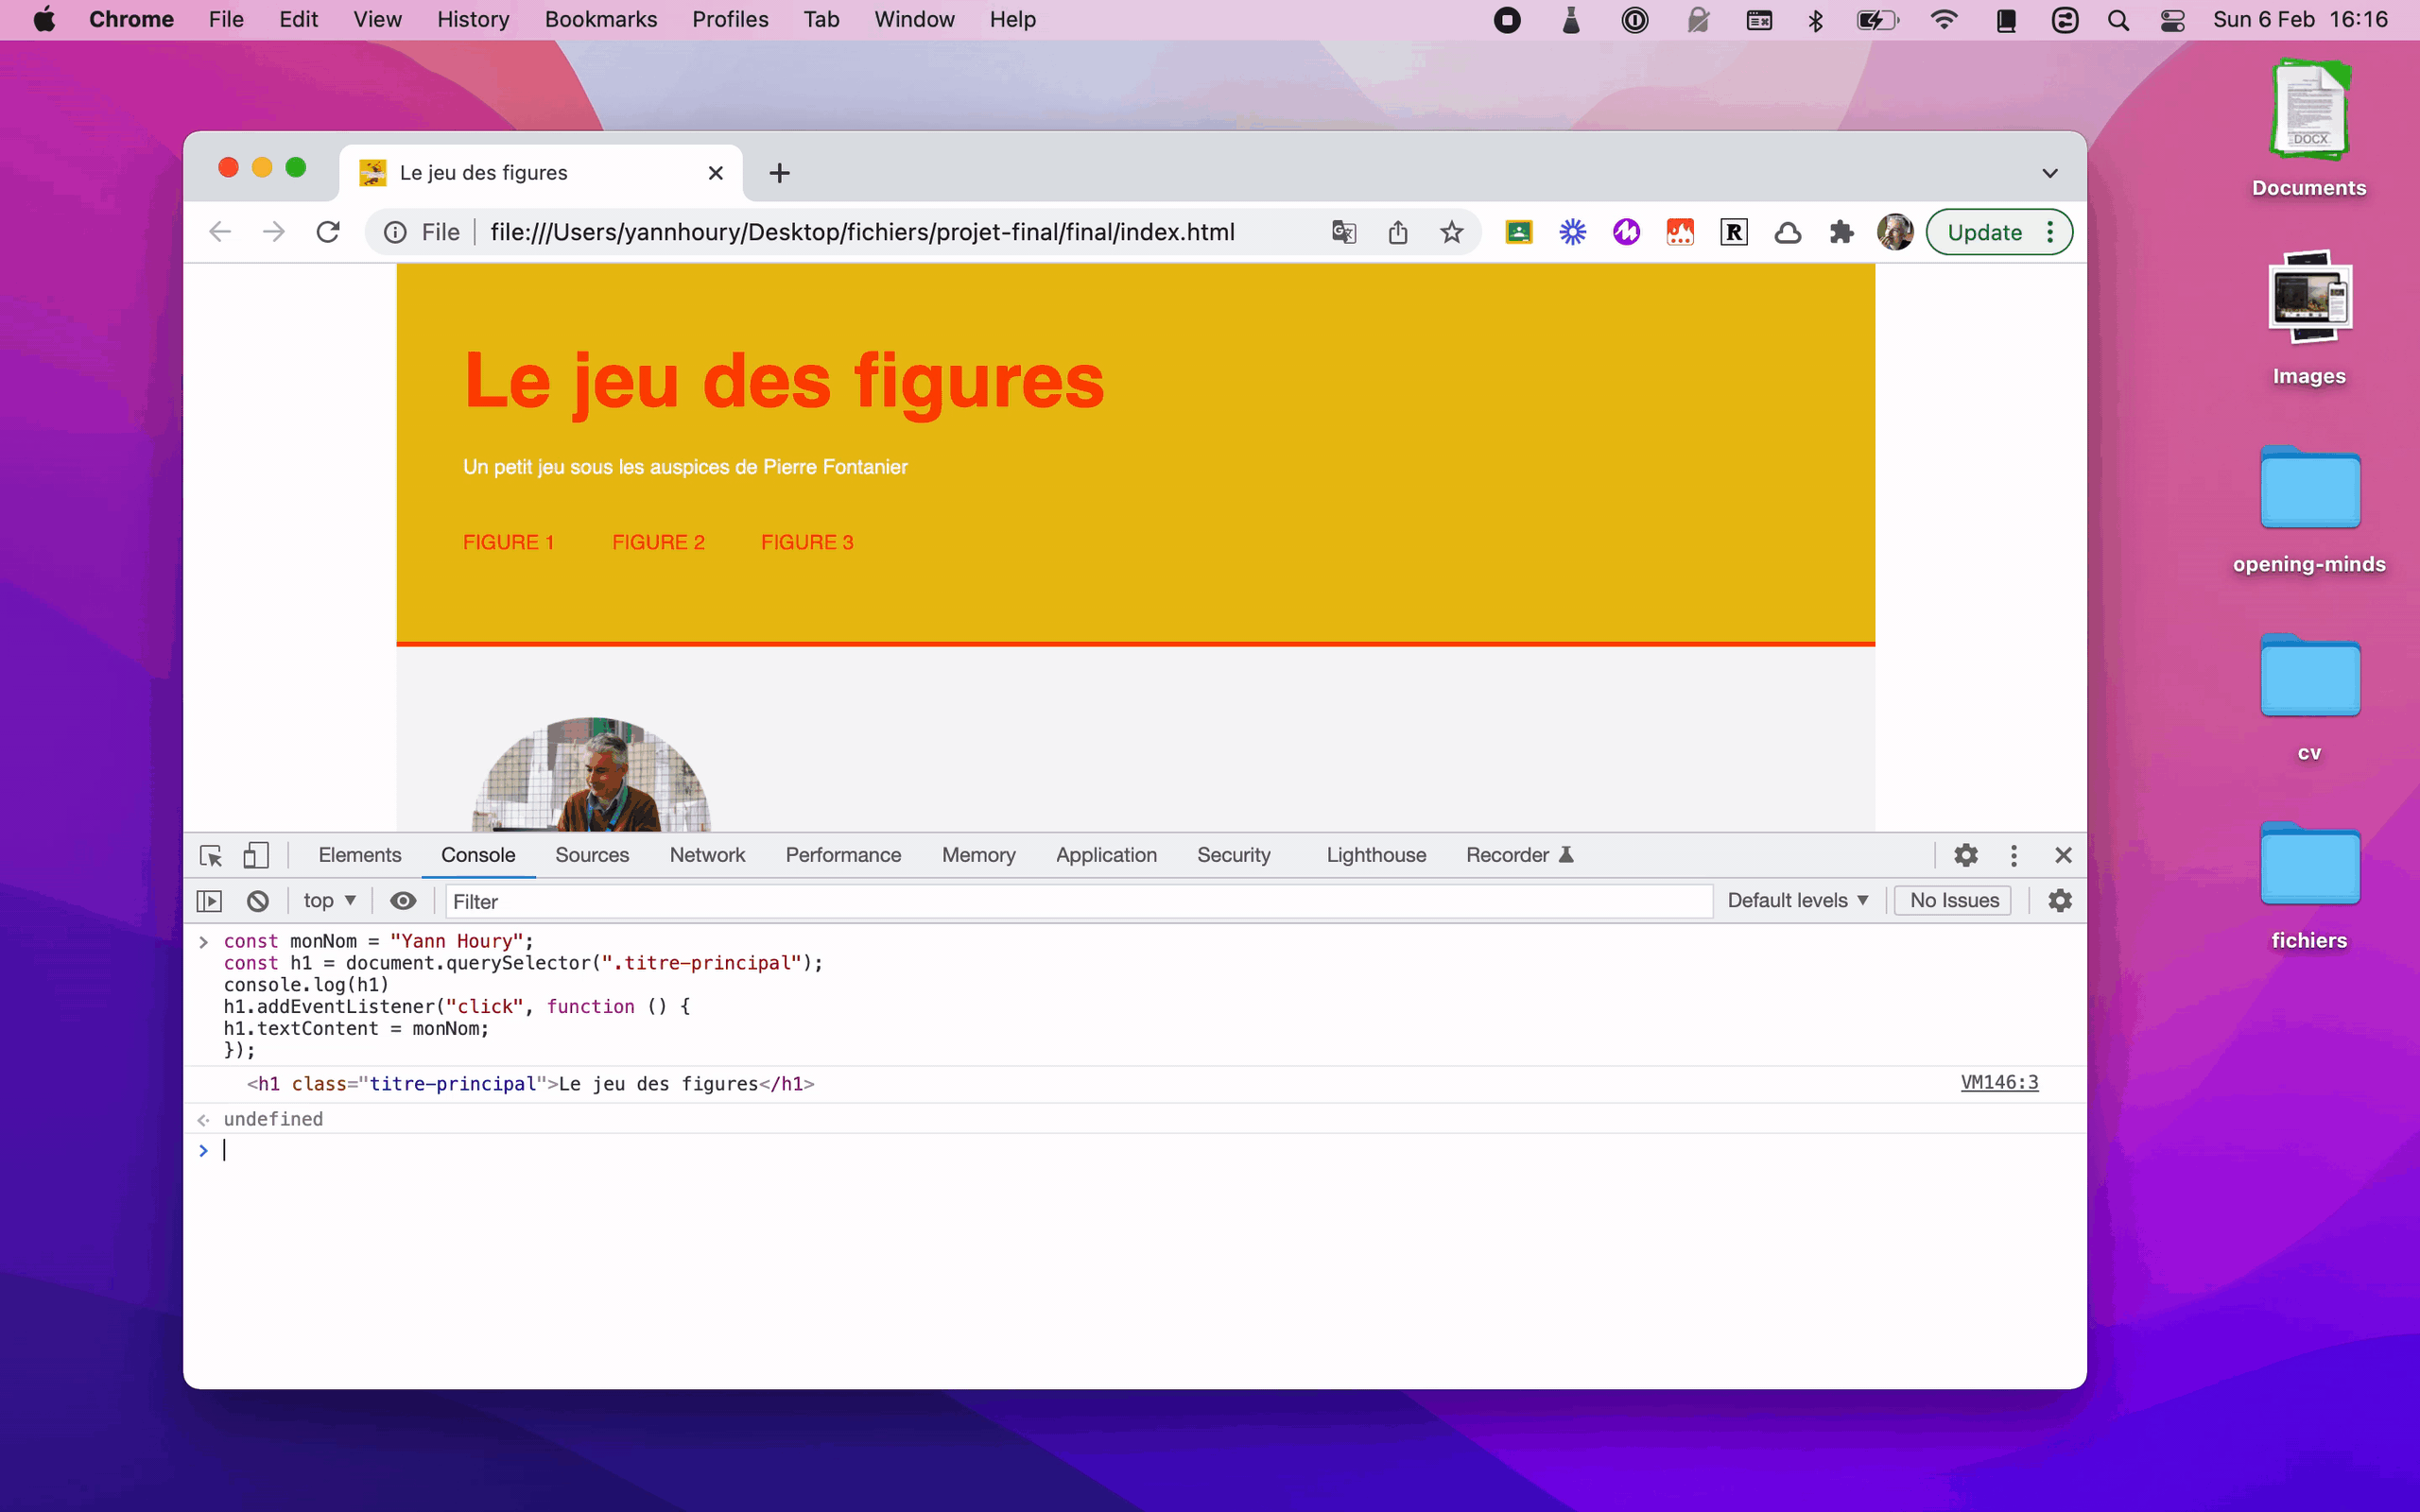 Chrome File Edit View History Bookmarks Profiles Tab Window Help Sun 6 Feb 16:16
DOCX
Documents
Images
opening-minds
cv
fichiers
Le jeu des figures
File file:///Users/yannhoury/Desktop/fichiers/projet-final/final/index.html R Update
Le jeu des figures
Un petit jeu sous les auspices de Pierre Fontanier
FIGURE 1 FIGURE 2 FIGURE 3
Elements Console Sources Network Performance Memory Application Security Lighthouse Recorder
top Filter Default levels No Issues
const monNom = "Yann Houry";
const h1 = document.querySelector(".titre-principal");
console.log(h1)
h1.addEventListener("click", function () {
h1.textContent = monNom;
});
<h1 class="titre-principal">Le jeu des figures</h1> VM146:3
undefined